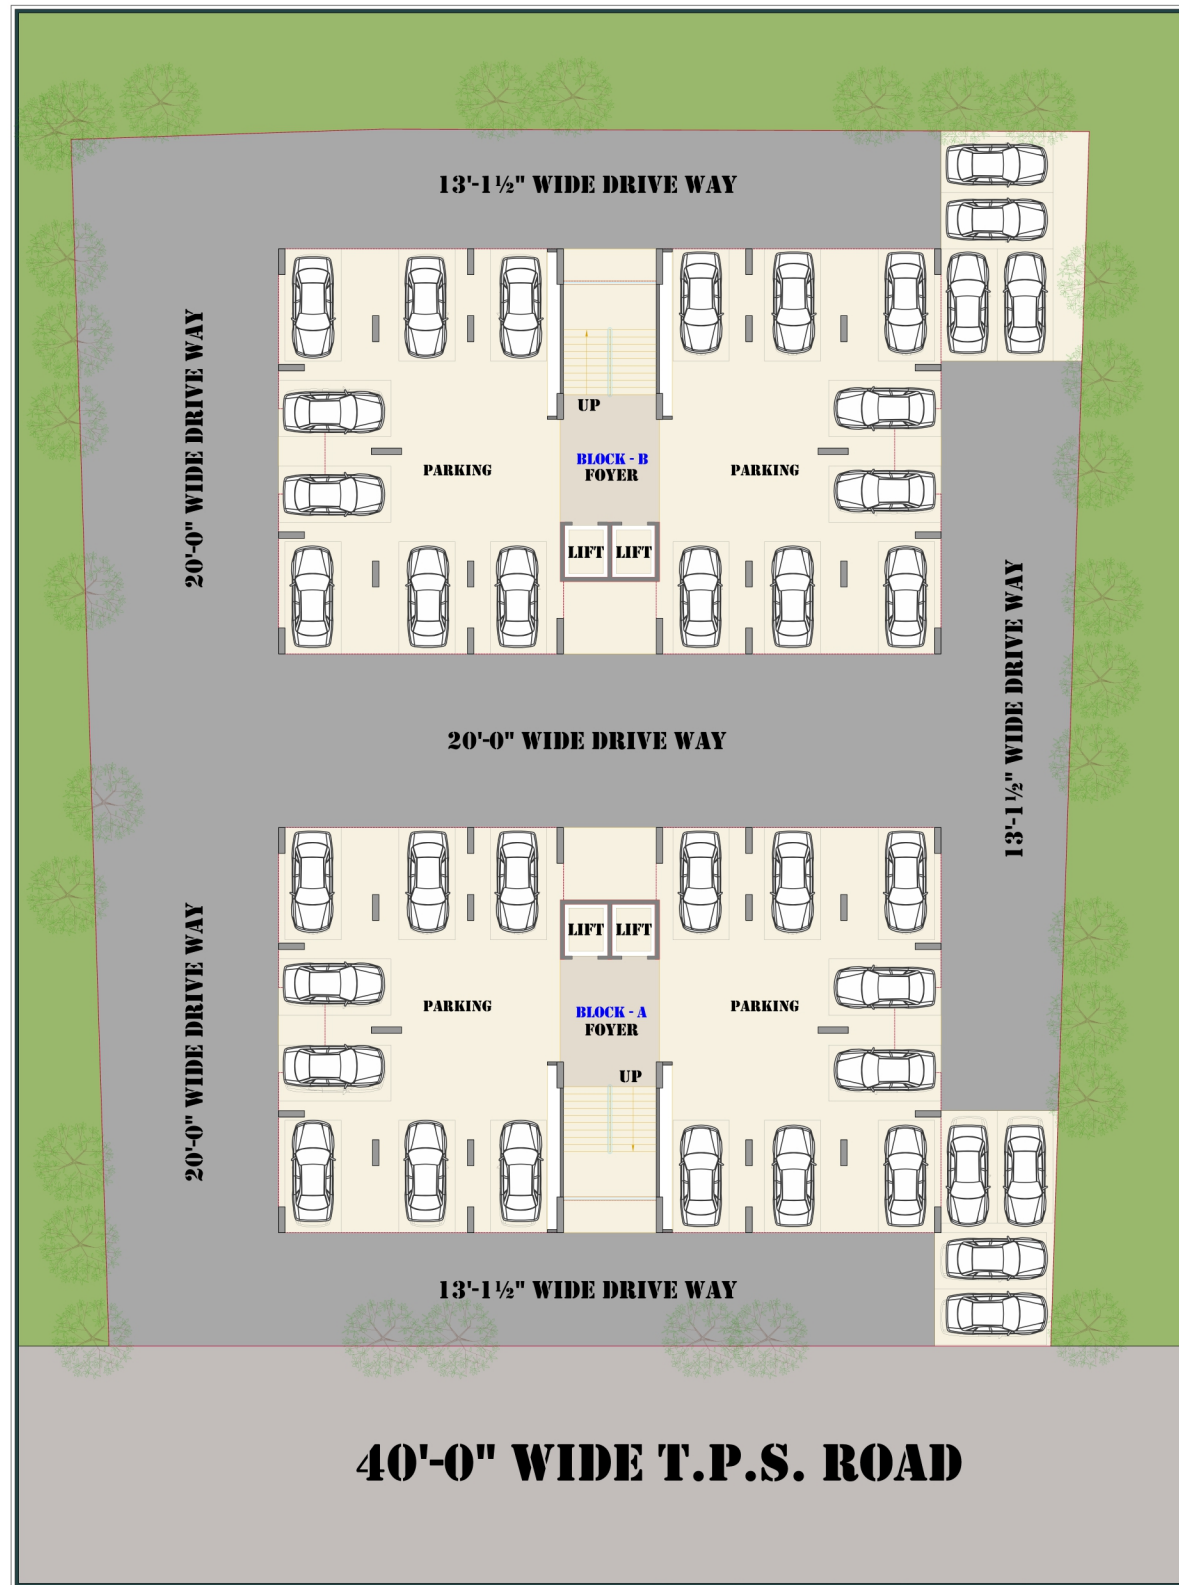 13'-1½" WIDE DRIVE WAY
20'-0" WIDE DRIVE WAY
UP
BLOCK - B
FOYER
PARKING
PARKING
LIFT
LIFT
13'-1½" WIDE DRIVE WAY
20'-0" WIDE DRIVE WAY
20'-0" WIDE DRIVE WAY
LIFT
LIFT
PARKING
PARKING
BLOCK - A
FOYER
UP
13'-1½" WIDE DRIVE WAY
40'-0" WIDE T.P.S. ROAD